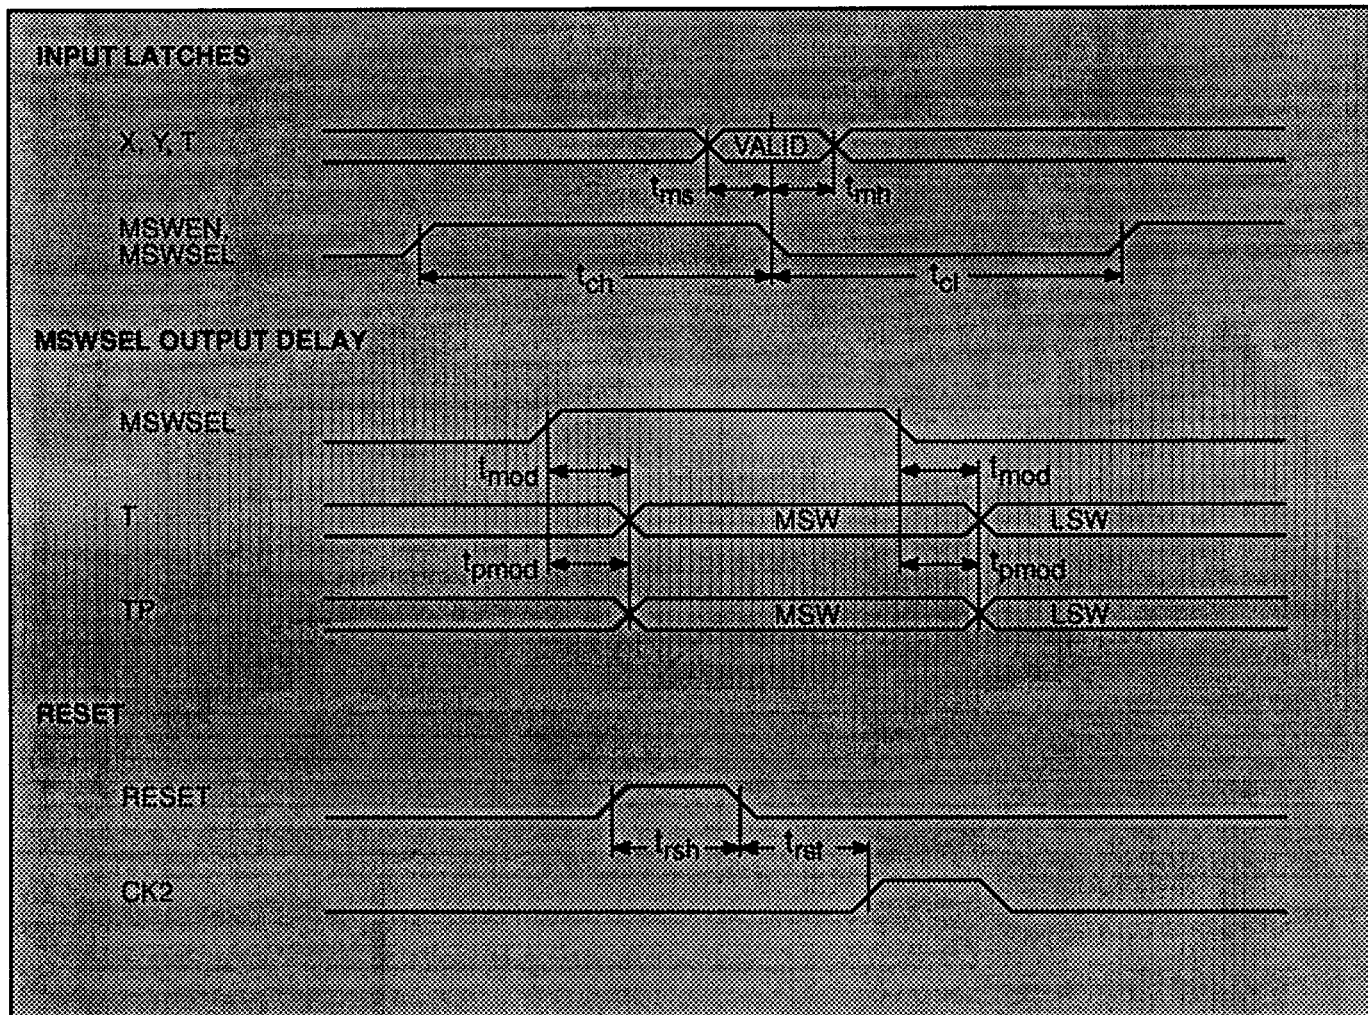 INPUT LATCHES
X, Y, T
VALID
tms
tmh
MSWEN,
MSWSEL
tch
tcl
MSWSEL OUTPUT DELAY
MSWSEL
tmod
tmod
T
MSW
LSW
tpmod
tpmod
TP
MSW
LSW
RESET
RESET
trsh
trst
CK2